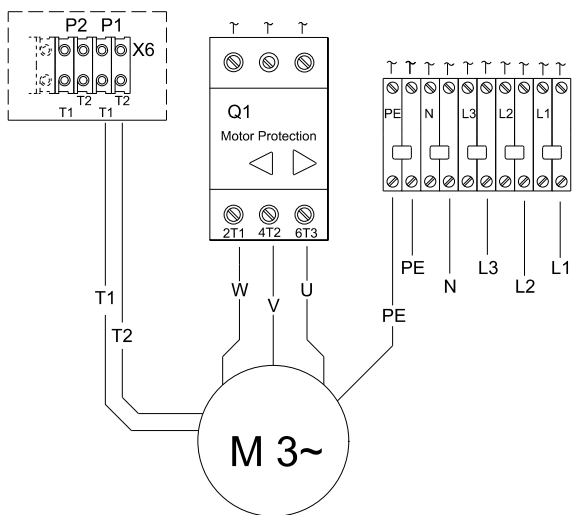 P2 P1
X6
T2 T2
T1 T1
Q1
Motor Protection
2T1 4T2 6T3
PE N L3 L2 L1
W V U
T1
T2
PE
N
L3
L2
L1
PE
M 3~